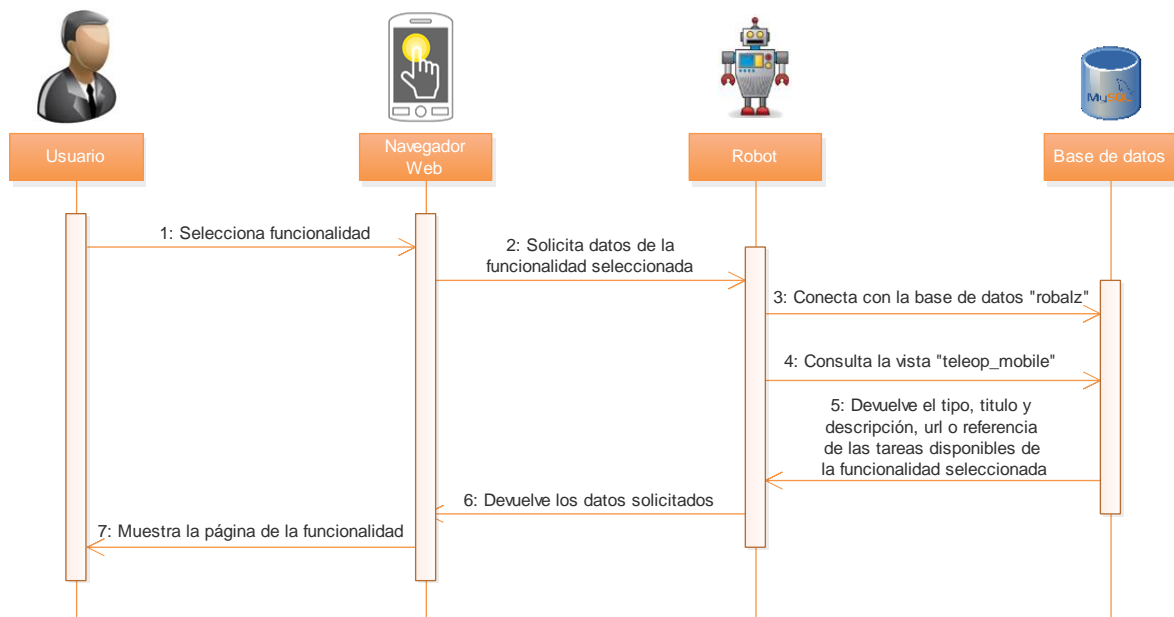 MySQL
Usuario
Navegador
Web
Robot
Base de datos
1: Selecciona funcionalidad
2: Solicita datos de la
funcionalidad seleccionada
3: Conecta con la base de datos "robalz"
4: Consulta la vista "teleop_mobile"
5: Devuelve el tipo, titulo y
descripción, url o referencia
de las tareas disponibles de
la funcionalidad seleccionada
6: Devuelve los datos solicitados
7: Muestra la página de la funcionalidad